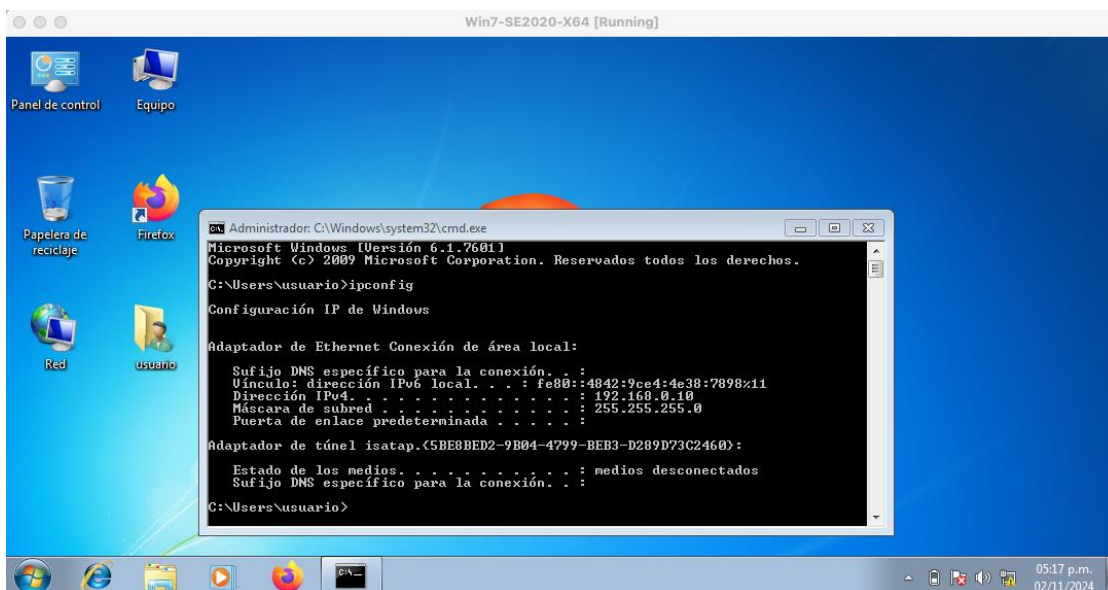 Win7-SE2020-X64 [Running]
Panel de control
Equipo
Papelera de
reciclaje
Firefox
Red
usuario
Administrador: C:\Windows\system32\cmd.exe
Microsoft Windows [Versión 6.1.7601]
Copyright (c) 2009 Microsoft Corporation. Reservados todos los derechos.
C:\Users\usuario>ipconfig
Configuración IP de Windows
Adaptador de Ethernet Conexión de área local:
Sufijo DNS específico para la conexión. . :
Vínculo: dirección IPv6 local. . . : fe80::4842:9ce4:4e38:7898%11
Dirección IPv4. . . . . . . . . . . . . . : 192.168.0.10
Máscara de subred . . . . . . . . . . . . : 255.255.255.0
Puerta de enlace predeterminada . . . . . :
Adaptador de túnel isatap.{5BE8BED2-9B04-4799-BEB3-D289D73C2460}:
Estado de los medios. . . . . . . . . . . : medios desconectados
Sufijo DNS específico para la conexión. . :
C:\Users\usuario>
05:17 p.m.
02/11/2024